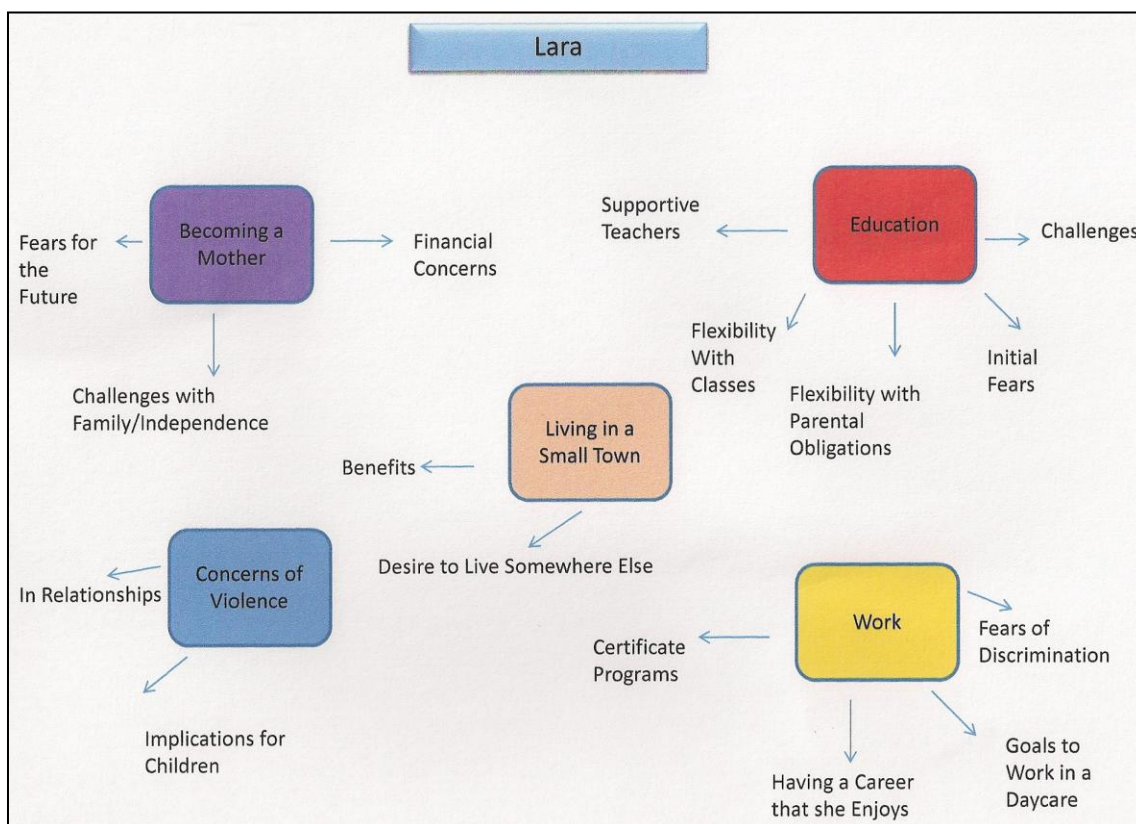 Lara
Becoming a
Mother
Fears for
the
Future
Financial
Concerns
Challenges with
Family/Independence
Education
Supportive
Teachers
Challenges
Flexibility
With
Classes
Flexibility with
Parental
Obligations
Initial
Fears
Living in a
Small Town
Benefits
Desire to Live Somewhere Else
Concerns of
Violence
In Relationships
Implications for
Children
Work
Certificate
Programs
Fears of
Discrimination
Having a Career
that she Enjoys
Goals to
Work in a
Daycare